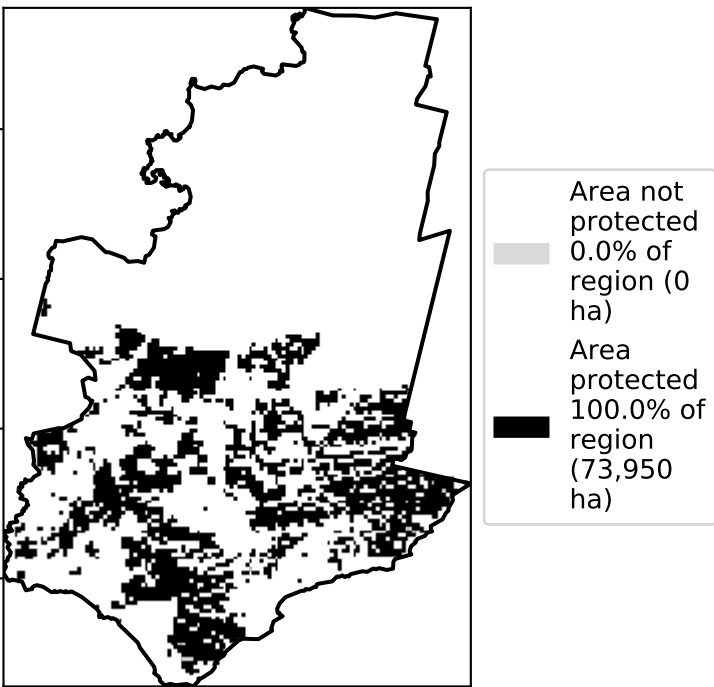 Area not
protected
0.0% of
region (0
ha)
Area
protected
100.0% of
region
(73,950
ha)